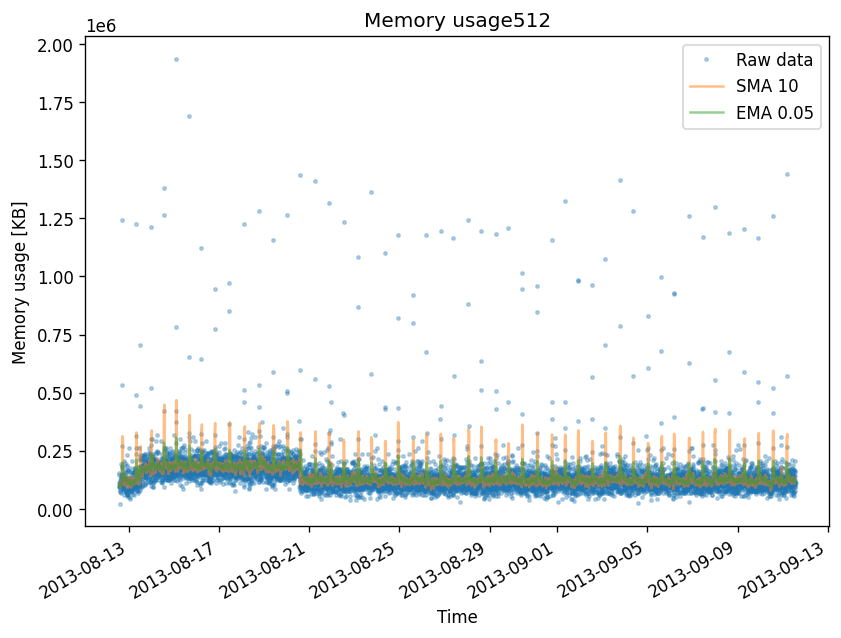 Memory usage512
1e6
2.00
1.75
1.50
1.25
1.00
0.75
0.50
0.25
0.00
Memory usage [KB]
Raw data
SMA 10
EMA 0.05
2013-08-13
2013-08-17
2013-08-21
2013-08-25
2013-08-29
2013-09-01
2013-09-05
2013-09-09
2013-09-13
Time